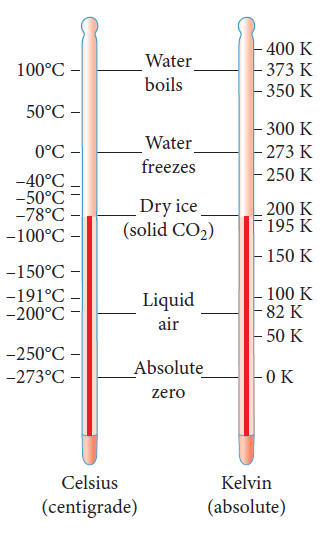 100°C
50°C
0°C
–40°C
–50°C
–78°C
–100°C
–150°C
–191°C
–200°C
–250°C
–273°C
Water
boils
Water
freezes
Dry ice
(solid CO₂)
Liquid
air
Absolute
zero
400 K
373 K
350 K
300 K
273 K
250 K
200 K
195 K
150 K
100 K
82 K
50 K
0 K
Celsius
(centigrade)
Kelvin
(absolute)